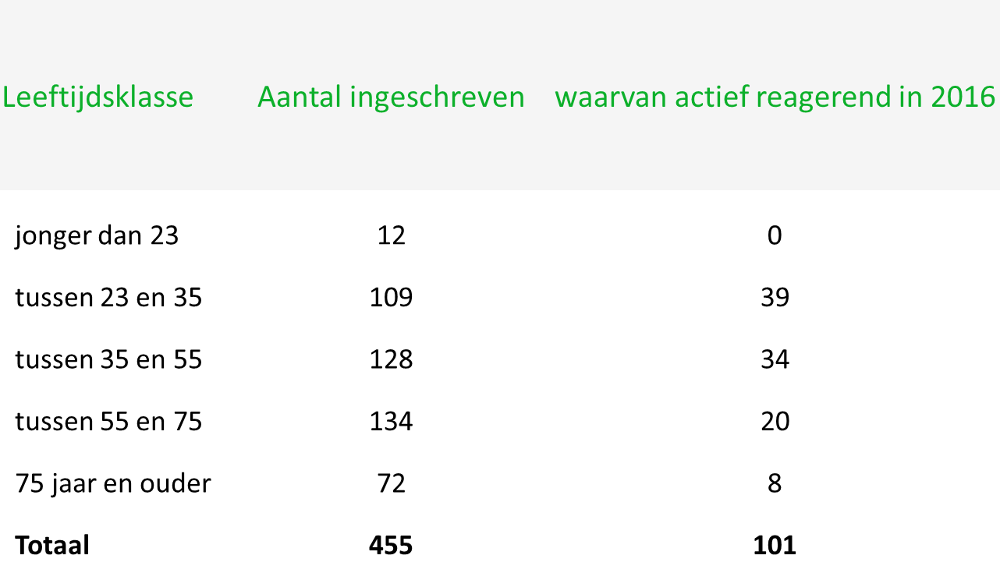 Leeftijdsklasse Aantal ingeschreven waarvan actief reagerend in 2016
jonger dan 23 12 0
tussen 23 en 35 109 39
tussen 35 en 55 128 34
tussen 55 en 75 134 20
75 jaar en ouder 72 8
Totaal 455 101